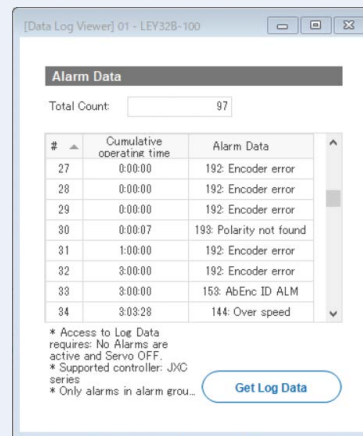 [Data Log Viewer] 01 - LEY32B-100
Alarm Data
Total Count: 97
# Cumulative operating time Alarm Data
27 0:00:00 192: Encoder error
28 0:00:00 192: Encoder error
29 0:00:00 192: Encoder error
30 0:00:07 193: Polarity not found
31 1:00:00 192: Encoder error
32 3:00:00 192: Encoder error
33 3:00:00 153: AbEnc ID ALM
34 3:03:28 144: Over speed
* Access to Log Data
requires: No Alarms are
active and Servo OFF.
* Supported controller: JXC
series
* Only alarms in alarm grou...
Get Log Data